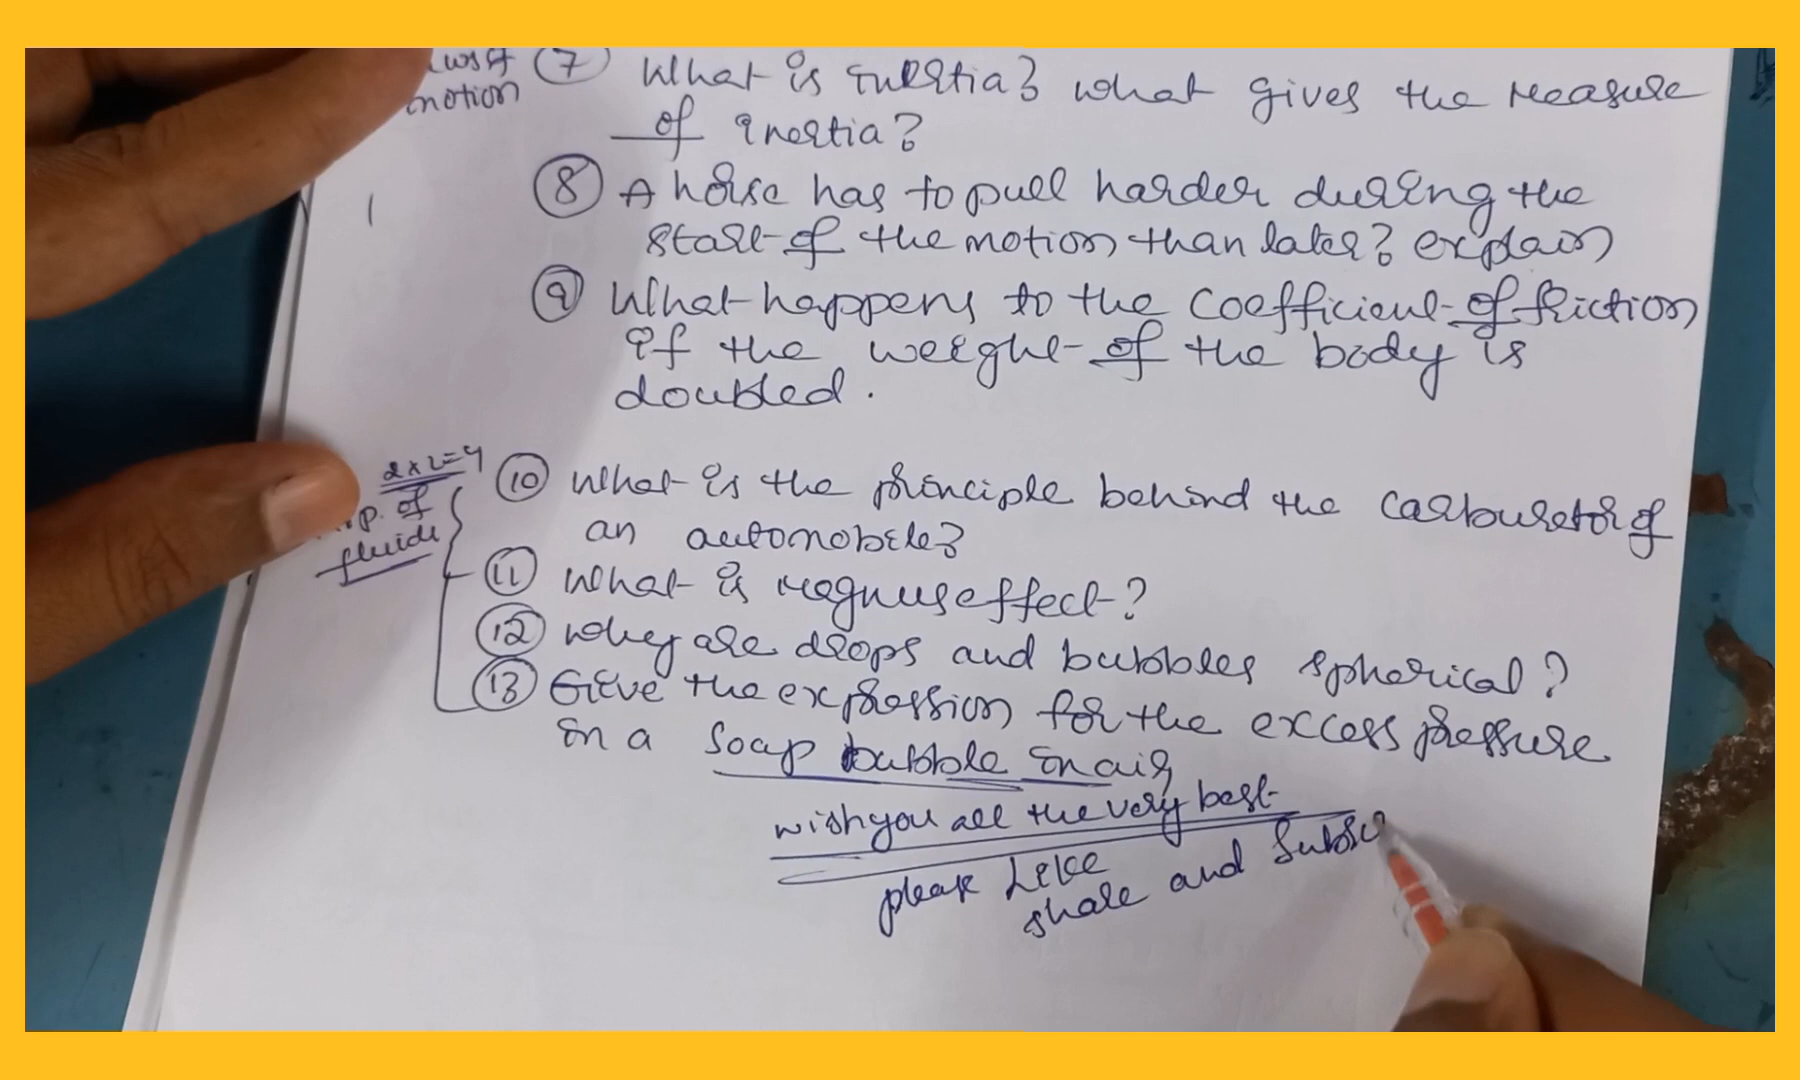 motion
(7) What is inertia? what gives the measure
of inertia?
(8) A horse has to pull harder during the
start of the motion than later? explain
(9) What happens to the coefficient of friction
if the weight of the body is
doubled.
2x2=4
(10) What is the principle behind the carburetor of
an automobile?
of
fluids
(11) What is magnus effect?
(12) why are drops and bubbles spherical?
(13) Give the expression for the excess pressure
in a soap bubble in air
wish you all the very best
please Like
share and Subsc